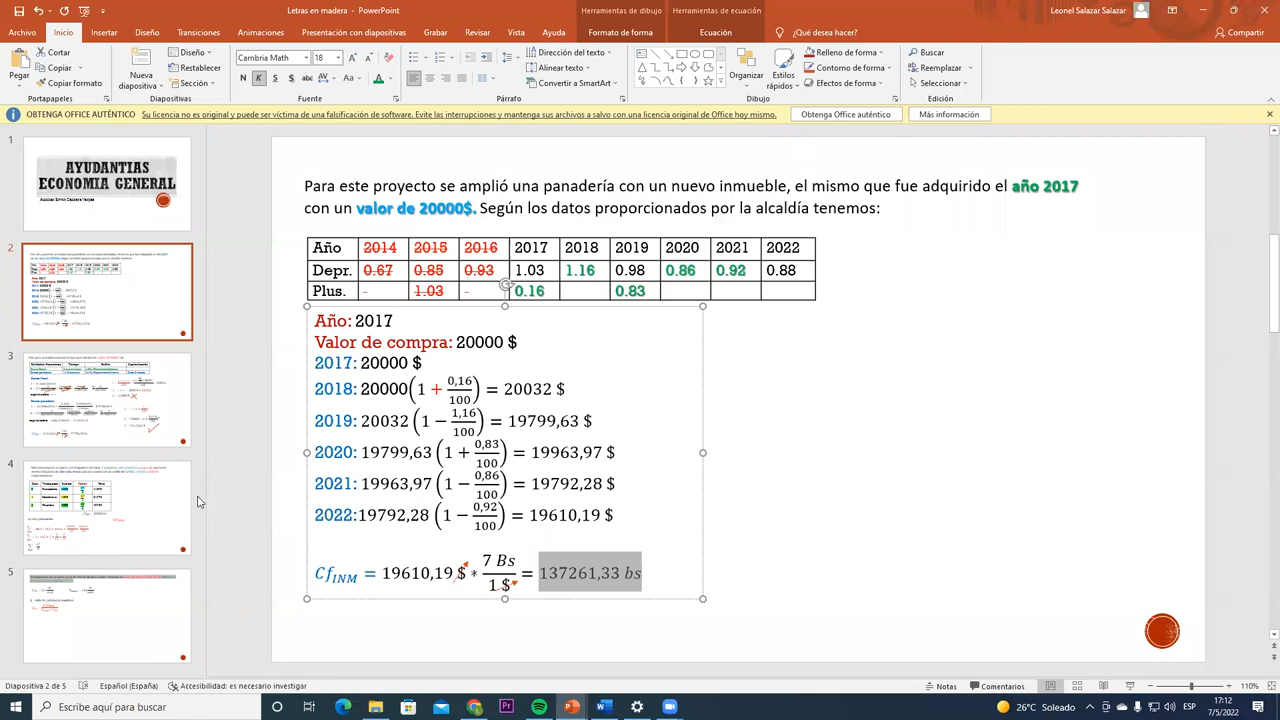 Letras en madera - PowerPoint
Herramientas de dibujo
Herramientas de ecuación
Leonel Salazar Salazar
Archivo
Inicio
Insertar
Diseño
Transiciones
Animaciones
Presentación con diapositivas
Grabar
Revisar
Vista
Ayuda
Formato de forma
Ecuación
¿Qué desea hacer?
Compartir
Pegar
Cortar
Copiar
Copiar formato
Portapapeles
Nueva diapositiva
Diseño
Restablecer
Sección
Diapositivas
Cambria Math
18
N K S S abc AV Aa A
Fuente
Párrafo
Dirección del texto
Alinear texto
Convertir a SmartArt
Organizar
Estilos rápidos
Relleno de forma
Contorno de forma
Efectos de forma
Dibujo
Buscar
Reemplazar
Seleccionar
Edición
OBTENGA OFFICE AUTÉNTICO
Su licencia no es original y puede ser víctima de una falsificación de software. Evite las interrupciones y mantenga sus archivos a salvo con una licencia original de Office hoy mismo.
Obtenga Office auténtico
Más información
1
AYUDANTIAS
ECONOMIA GENERAL
2
3
4
5
Para este proyecto se amplió una panadería con un nuevo inmueble, el mismo que fue adquirido el año 2017
con un valor de 20000$. Según los datos proporcionados por la alcaldía tenemos:
Año 2014 2015 2016 2017 2018 2019 2020 2021 2022
Depr. 0.67 0.85 0.93 1.03 1.16 0.98 0.86 0.92 0.88
Plus. - 1.03 - 0.16 0.83
Año: 2017
Valor de compra: 20000 $
2017: 20000 $
2018: 20000(1 + 0,16/100) = 20032 $
2019: 20032 (1 − 1,16/100) = 19799,63 $
2020: 19799,63 (1 + 0,83/100) = 19963,97 $
2021: 19963,97 (1 − 0,86/100) = 19792,28 $
2022: 19792,28 (1 − 0,92/100) = 19610,19 $
Cf_INM = 19610,19 $ * 7 Bs/1 $ = 137261,33 bs
Diapositiva 2 de 5
Español (España)
Accesibilidad: es necesario investigar
Notas
Comentarios
110%
Escribe aquí para buscar
26°C Soleado
17:12
7/5/2022